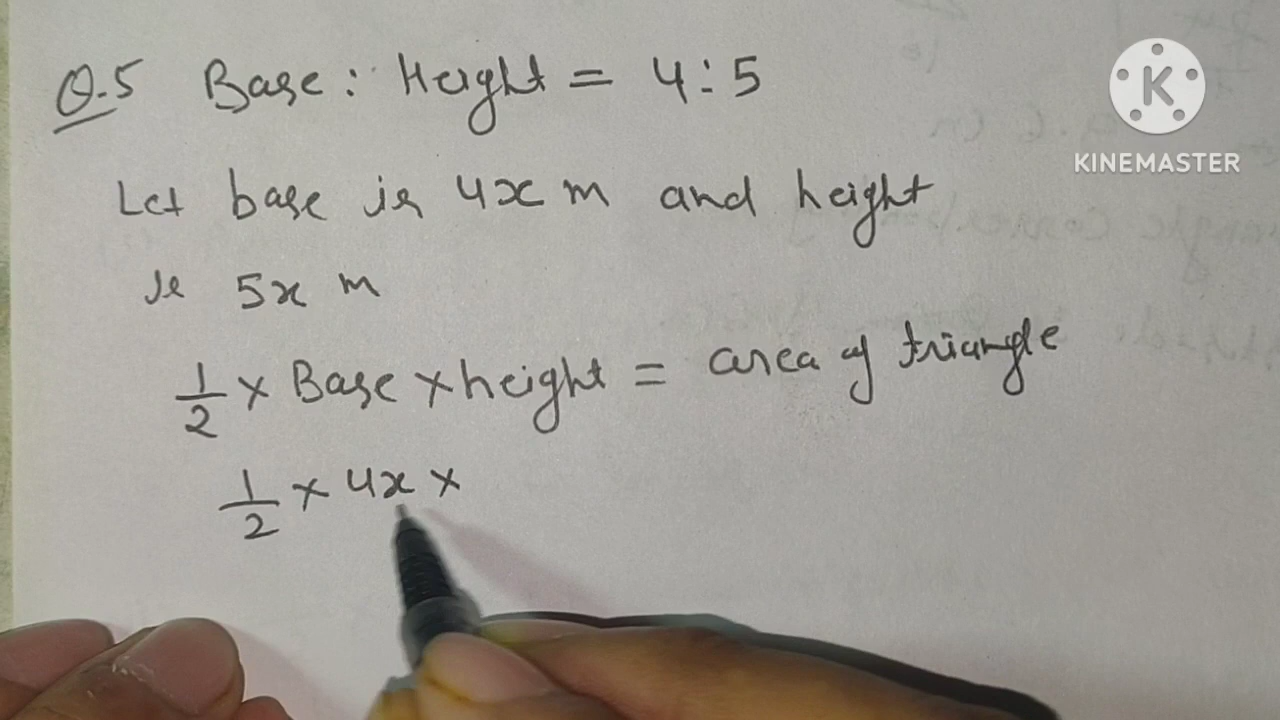 Q.5 Base : Height = 4:5
K
KINEMASTER
Let base is 4x m and height
is 5x m
1/2 × Base × height = area of triangle
1/2 × 4x ×